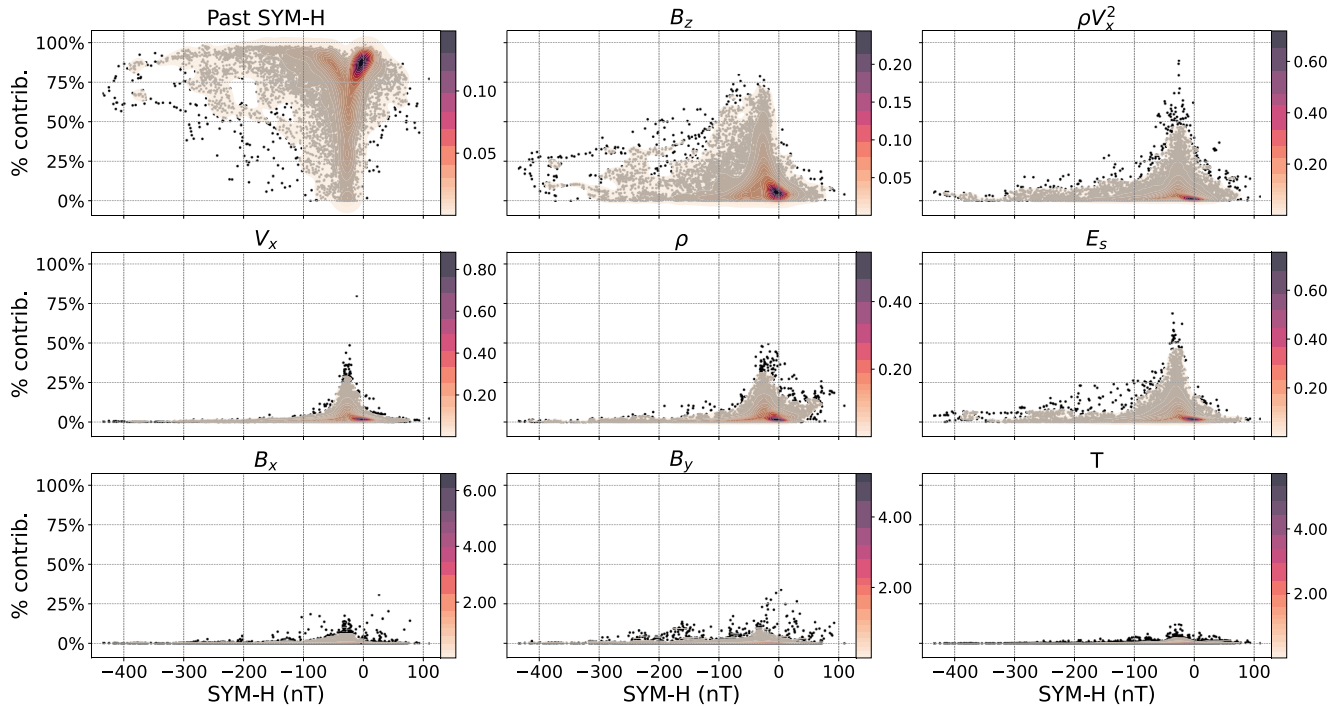 Past SYM-H
B_z
ρV_x^2
% contrib.
100%
75%
50%
25%
0%
0.10
0.05
0.20
0.15
0.10
0.05
0.60
0.40
0.20
V_x
ρ
E_s
% contrib.
100%
75%
50%
25%
0%
0.80
0.60
0.40
0.20
0.40
0.20
0.60
0.40
0.20
B_x
B_y
T
% contrib.
100%
75%
50%
25%
0%
6.00
4.00
2.00
4.00
2.00
4.00
2.00
−400 −300 −200 −100 0 100
−400 −300 −200 −100 0 100
−400 −300 −200 −100 0 100
SYM-H (nT)
SYM-H (nT)
SYM-H (nT)